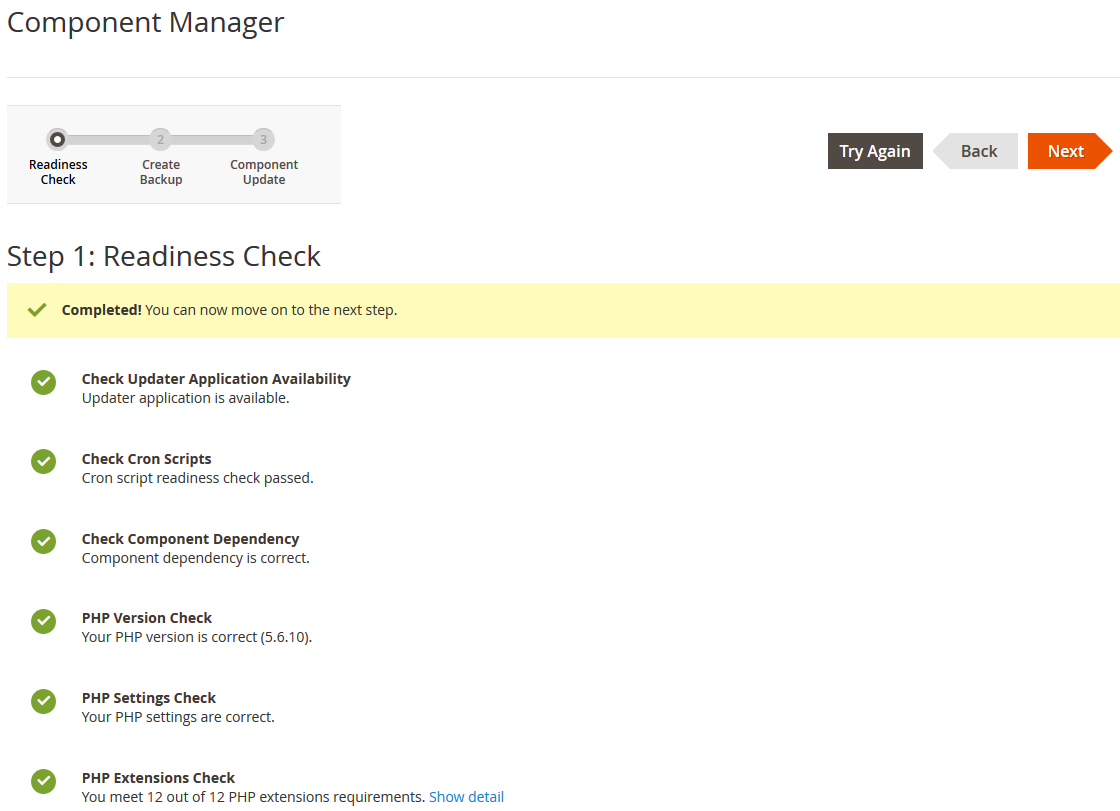 Component Manager
2
3
Readiness Check
Create Backup
Component Update
Try Again
Back
Next
Step 1: Readiness Check
Completed! You can now move on to the next step.
Check Updater Application Availability
Updater application is available.
Check Cron Scripts
Cron script readiness check passed.
Check Component Dependency
Component dependency is correct.
PHP Version Check
Your PHP version is correct (5.6.10).
PHP Settings Check
Your PHP settings are correct.
PHP Extensions Check
You meet 12 out of 12 PHP extensions requirements. Show detail